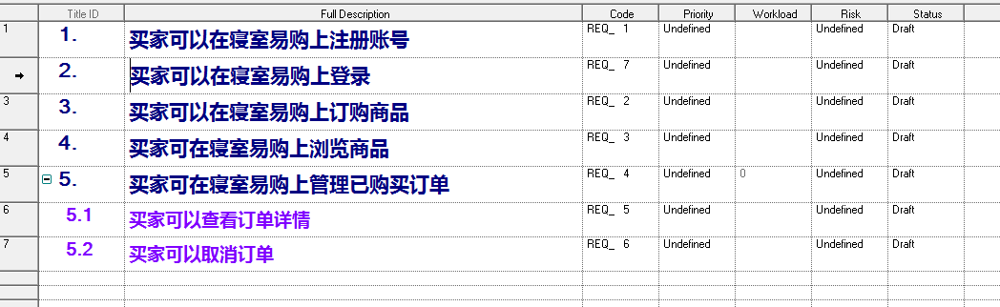 Title ID Full Description Code Priority Workload Risk Status
1 1. 买家可以在寝室易购上注册账号 REQ_ 1 Undefined Undefined Draft
2. 买家可以在寝室易购上登录 REQ_ 7 Undefined Undefined Draft
3 3. 买家可以在寝室易购上订购商品 REQ_ 2 Undefined Undefined Draft
4 4. 买家可在寝室易购上浏览商品 REQ_ 3 Undefined Undefined Draft
5 5. 买家可在寝室易购上管理已购买订单 REQ_ 4 Undefined 0 Undefined Draft
6 5.1 买家可以查看订单详情 REQ_ 5 Undefined Undefined Draft
7 5.2 买家可以取消订单 REQ_ 6 Undefined Undefined Draft